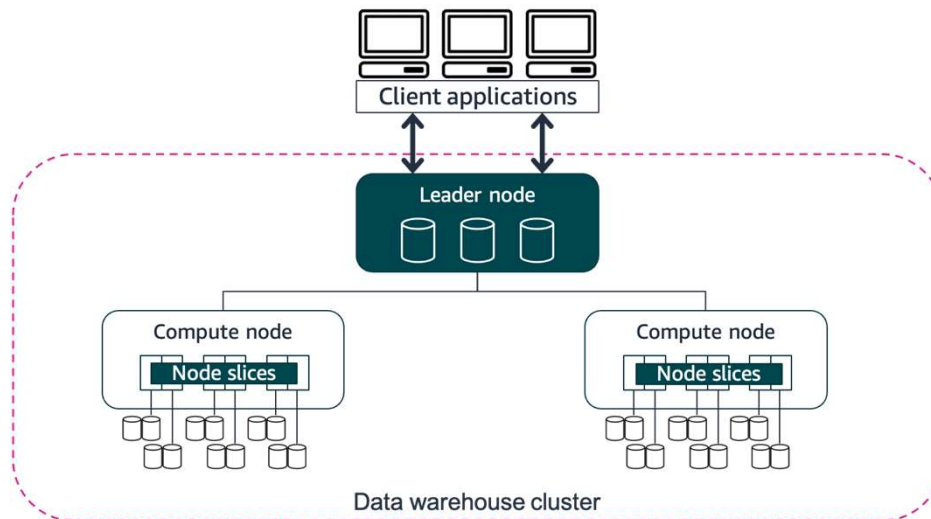 Client applications
Leader node
Compute node
Node slices
Compute node
Node slices
Data warehouse cluster